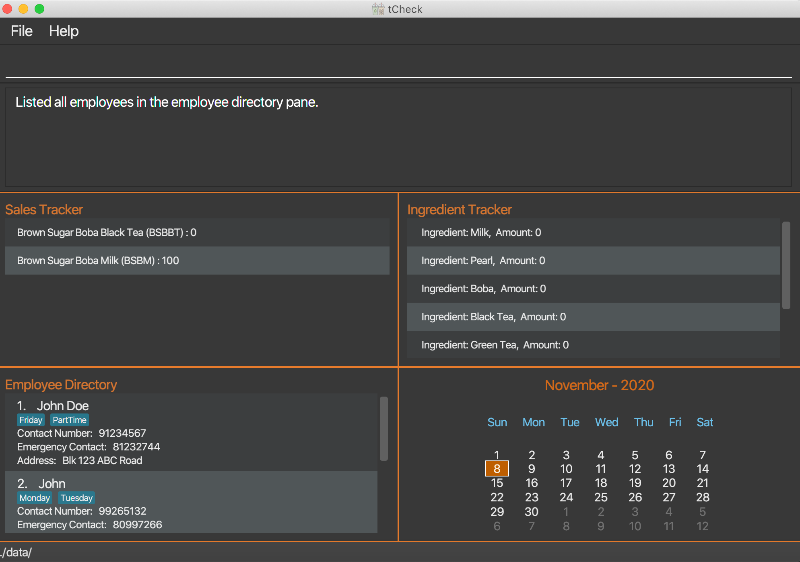 tCheck
File Help
Listed all employees in the employee directory pane.
Sales Tracker
Brown Sugar Boba Black Tea (BSBBT) : 0
Brown Sugar Boba Milk (BSBM) : 100
Ingredient Tracker
Ingredient: Milk, Amount: 0
Ingredient: Pearl, Amount: 0
Ingredient: Boba, Amount: 0
Ingredient: Black Tea, Amount: 0
Ingredient: Green Tea, Amount: 0
Employee Directory
1. John Doe
Friday PartTime
Contact Number: 91234567
Emergency Contact: 81232744
Address: Blk 123 ABC Road
2. John
Monday Tuesday
Contact Number: 99265132
Emergency Contact: 80997266
November - 2020
Sun Mon Tue Wed Thu Fri Sat
1 2 3 4 5 6 7
8 9 10 11 12 13 14
15 16 17 18 19 20 21
22 23 24 25 26 27 28
29 30 1 2 3 4 5
6 7 8 9 10 11 12
./data/